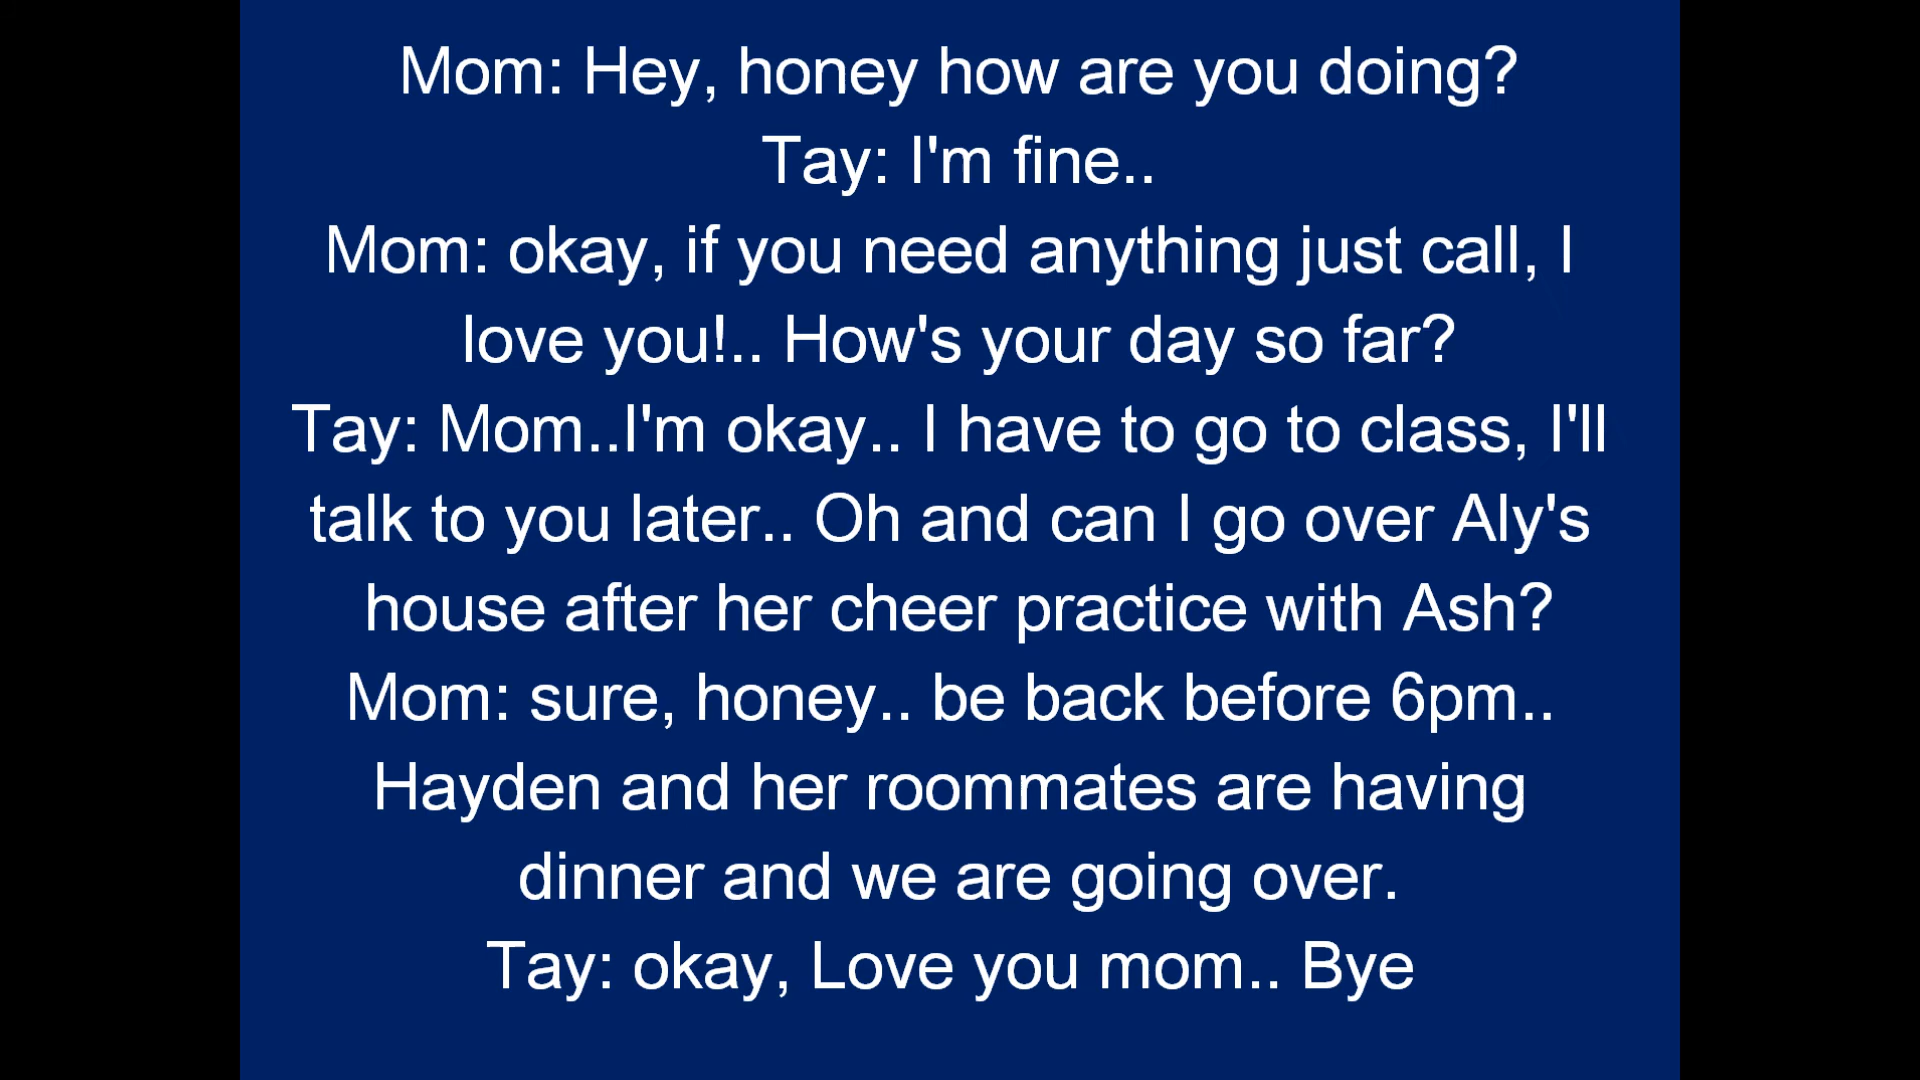 Mom: Hey, honey how are you doing?
Tay: I'm fine..
Mom: okay, if you need anything just call, I
love you!.. How's your day so far?
Tay: Mom..I'm okay.. I have to go to class, I'll
talk to you later.. Oh and can I go over Aly's
house after her cheer practice with Ash?
Mom: sure, honey.. be back before 6pm..
Hayden and her roommates are having
dinner and we are going over.
Tay: okay, Love you mom.. Bye